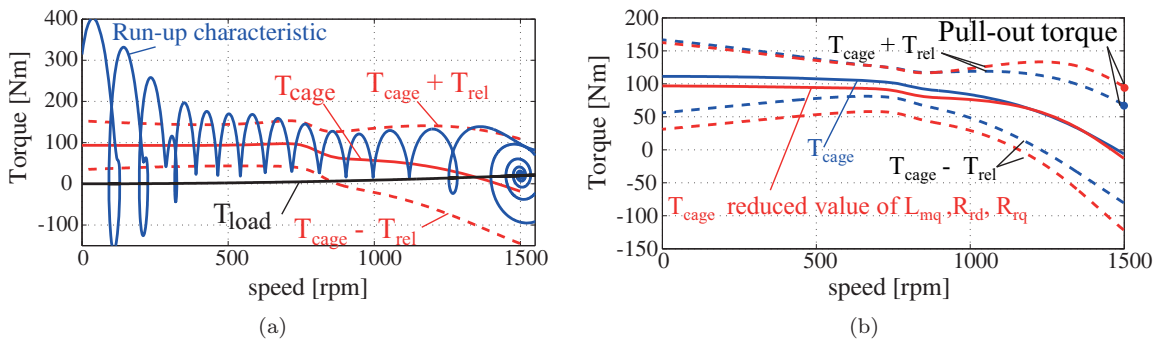 400
300
200
100
0
-100
Torque [Nm]
Run-up characteristic
T_cage
T_cage + T_rel
T_load
T_cage - T_rel
0 500 1000 1500
speed [rpm]
(a)
200
150
100
50
0
-50
-100
-150
Torque [Nm]
T_cage + T_rel
Pull-out torque
T_cage
T_cage - T_rel
T_cage reduced value of L_mq ,R_rd, R_rq
0 500 1000 1500
speed [rpm]
(b)